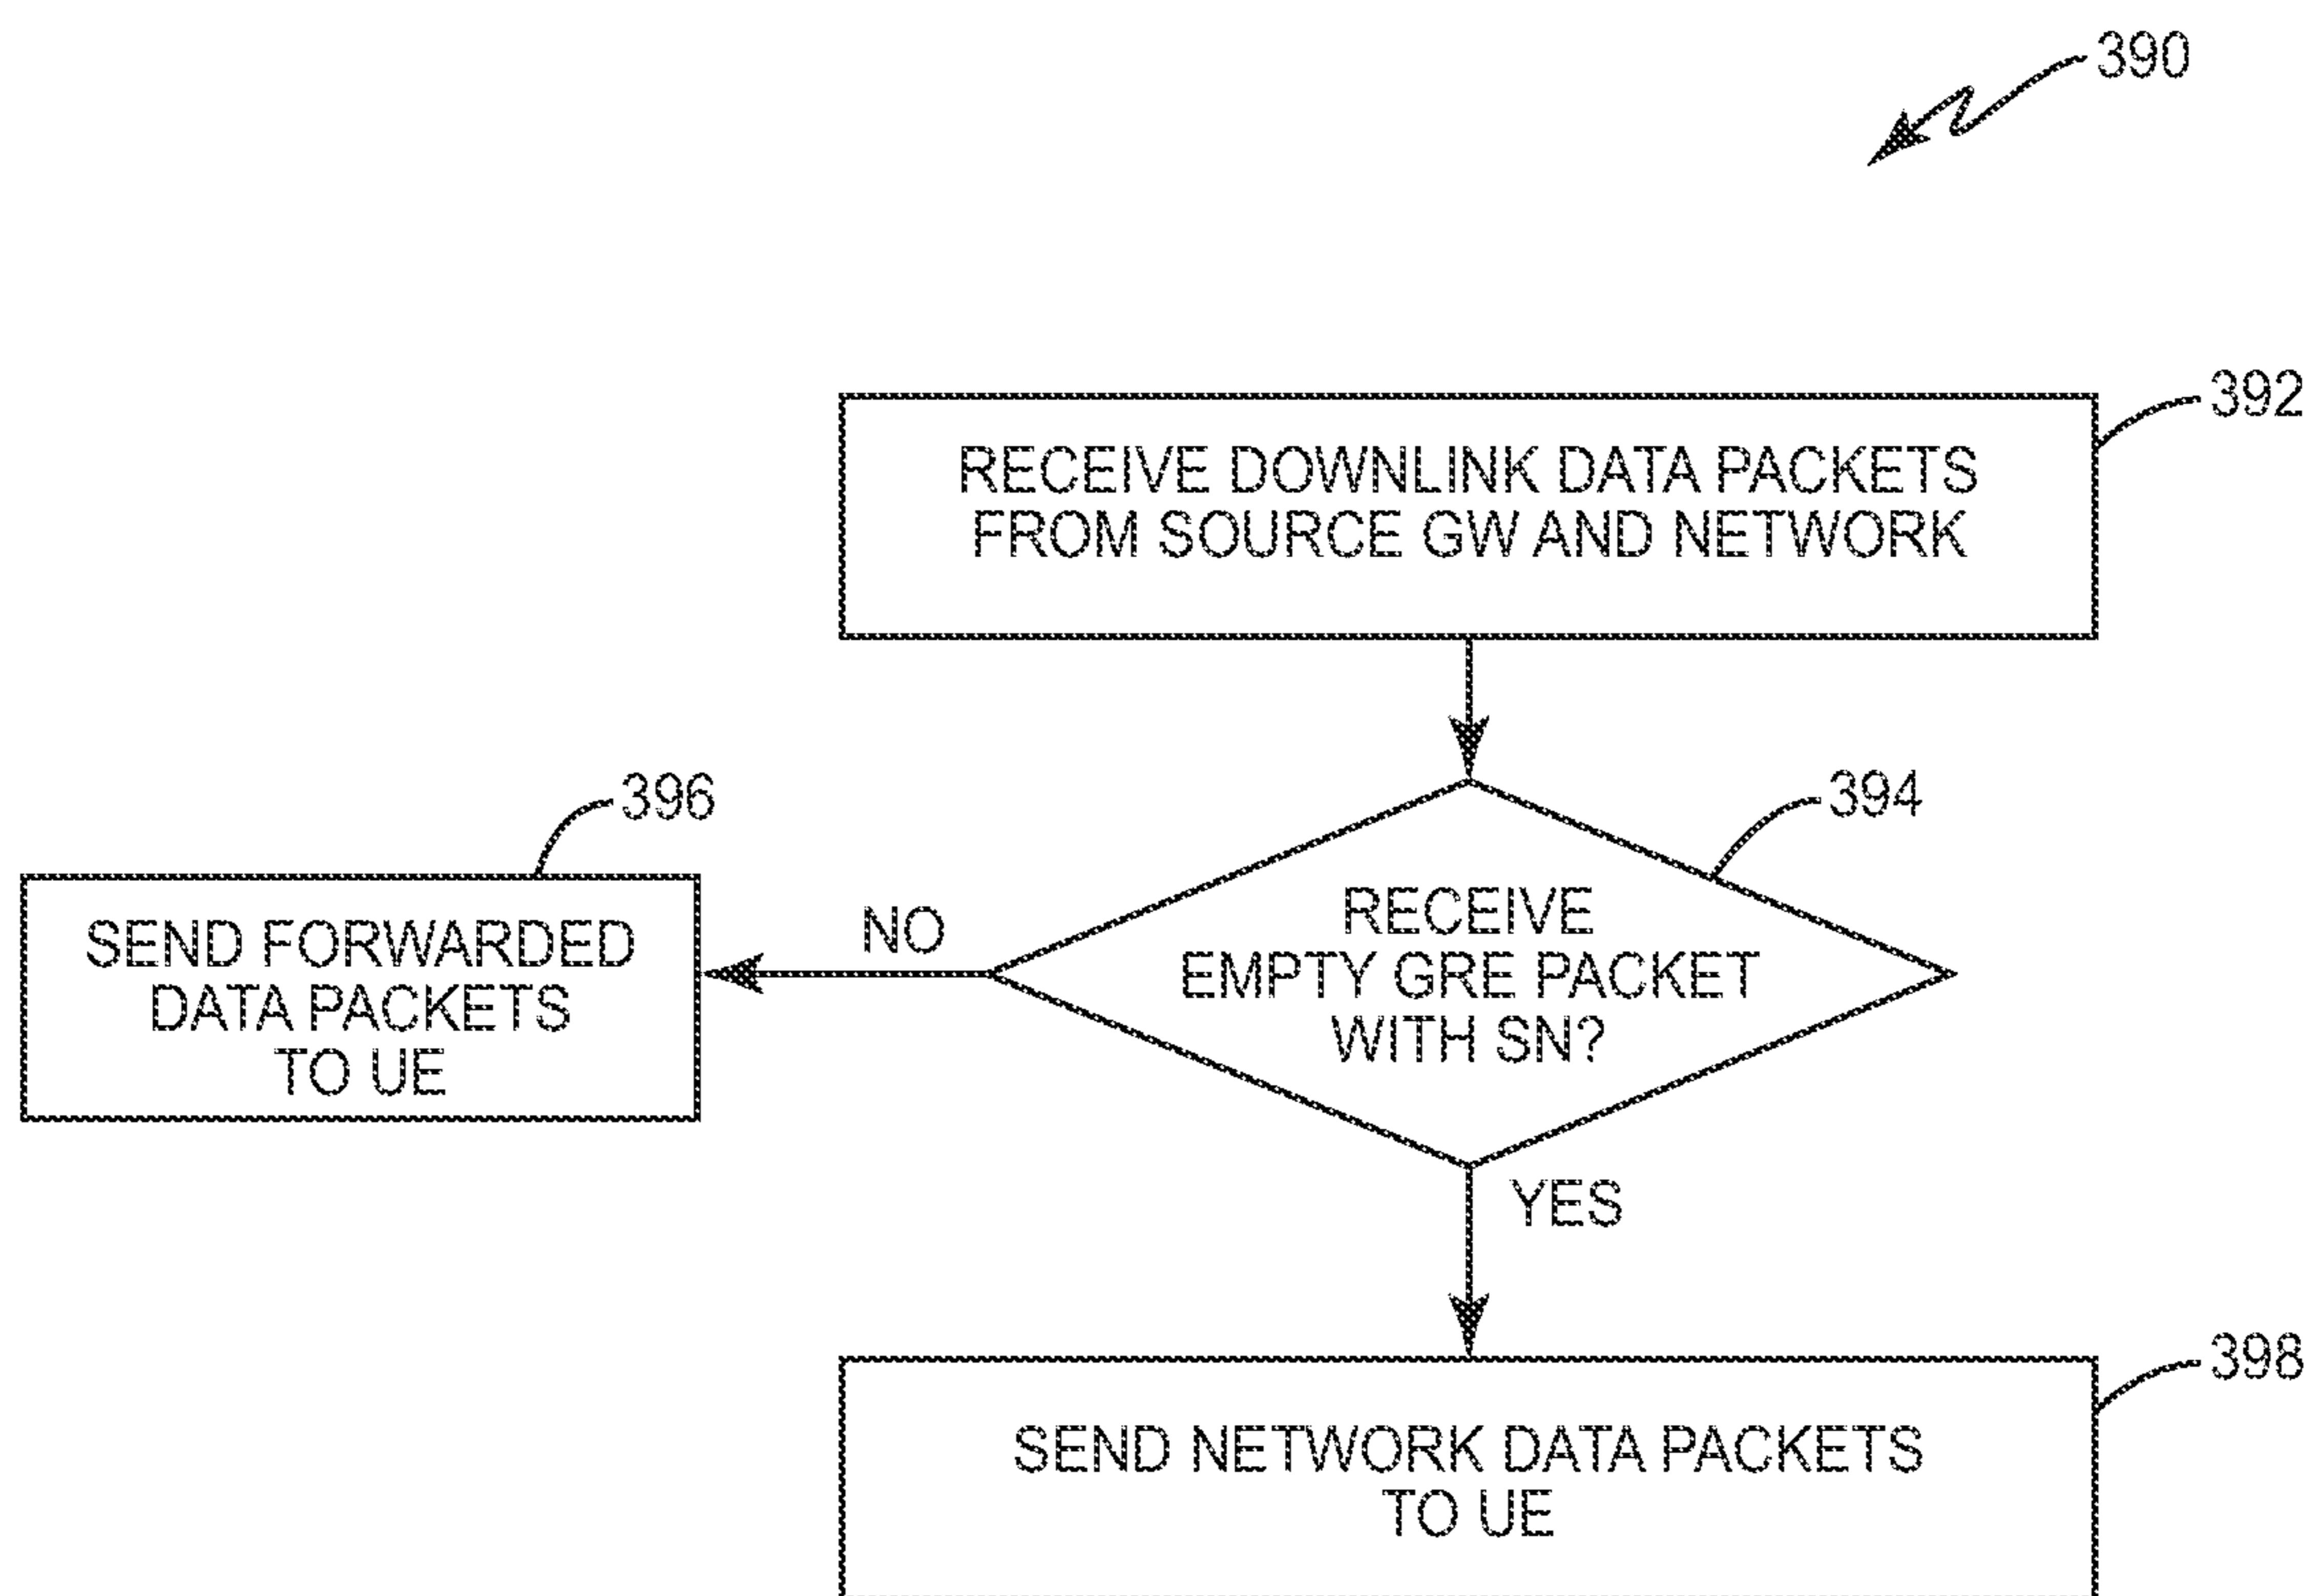 390
392
RECEIVE DOWNLINK DATA PACKETS
FROM SOURCE GW AND NETWORK
394
396
RECEIVE
EMPTY GRE PACKET
WITH SN?
NO
SEND FORWARDED
DATA PACKETS
TO UE
YES
398
SEND NETWORK DATA PACKETS
TO UE